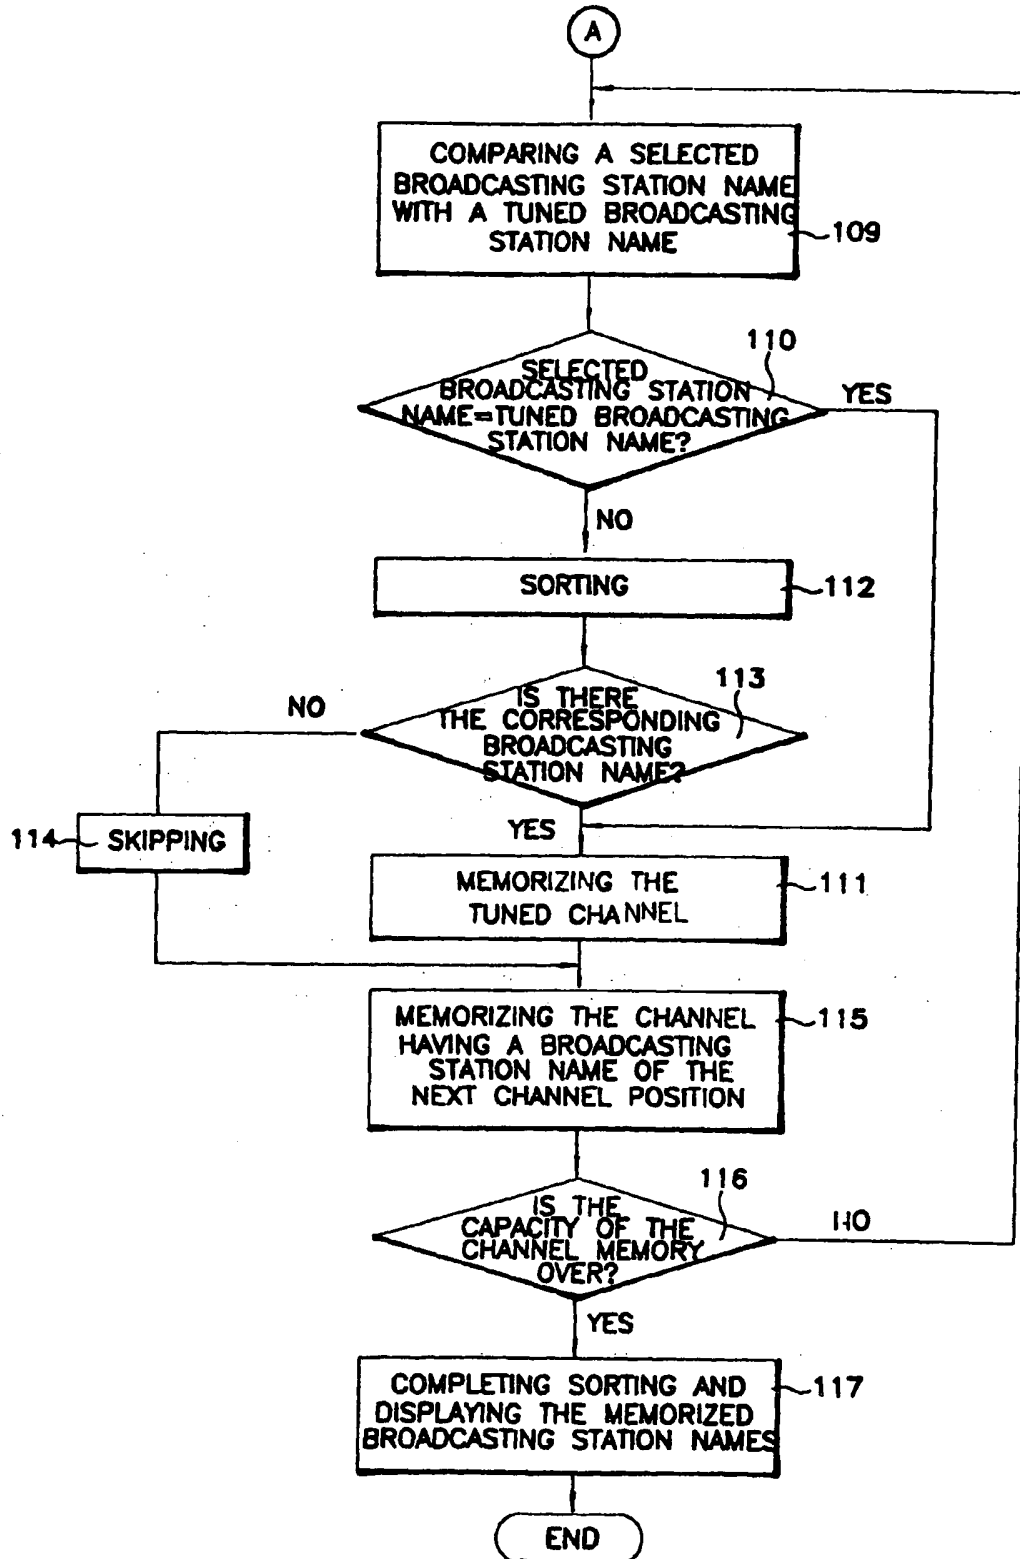 A
COMPARING A SELECTED
BROADCASTING STATION NAME
WITH A TUNED BROADCASTING
STATION NAME
109
110
SELECTED
BROADCASTING STATION
NAME=TUNED BROADCASTING
STATION NAME?
YES
NO
SORTING
112
113
IS THERE
THE CORRESPONDING
BROADCASTING
STATION NAME?
NO
YES
114
SKIPPING
MEMORIZING THE
TUNED CHANNEL
111
MEMORIZING THE CHANNEL
HAVING A BROADCASTING
STATION NAME OF THE
NEXT CHANNEL POSITION
115
116
IS THE
CAPACITY OF THE
CHANNEL MEMORY
OVER?
NO
YES
COMPLETING SORTING AND
DISPLAYING THE MEMORIZED
BROADCASTING STATION NAMES
117
END